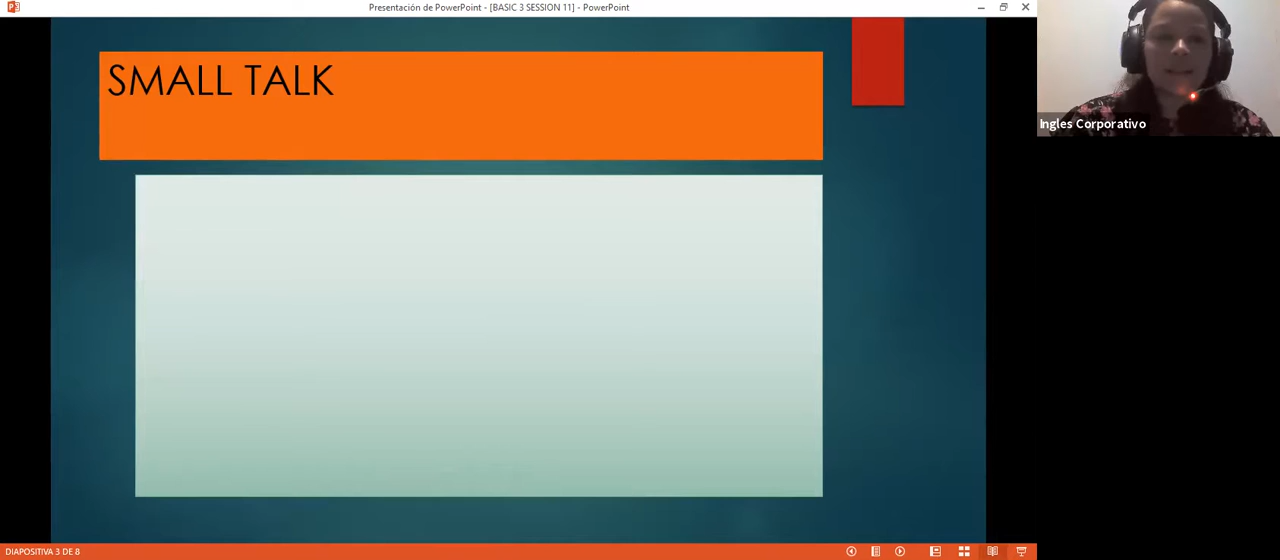 Presentación de PowerPoint - [BASIC 3 SESSION 11] - PowerPoint
SMALL TALK
Ingles Corporativo
DIAPOSITIVA 3 DE 8